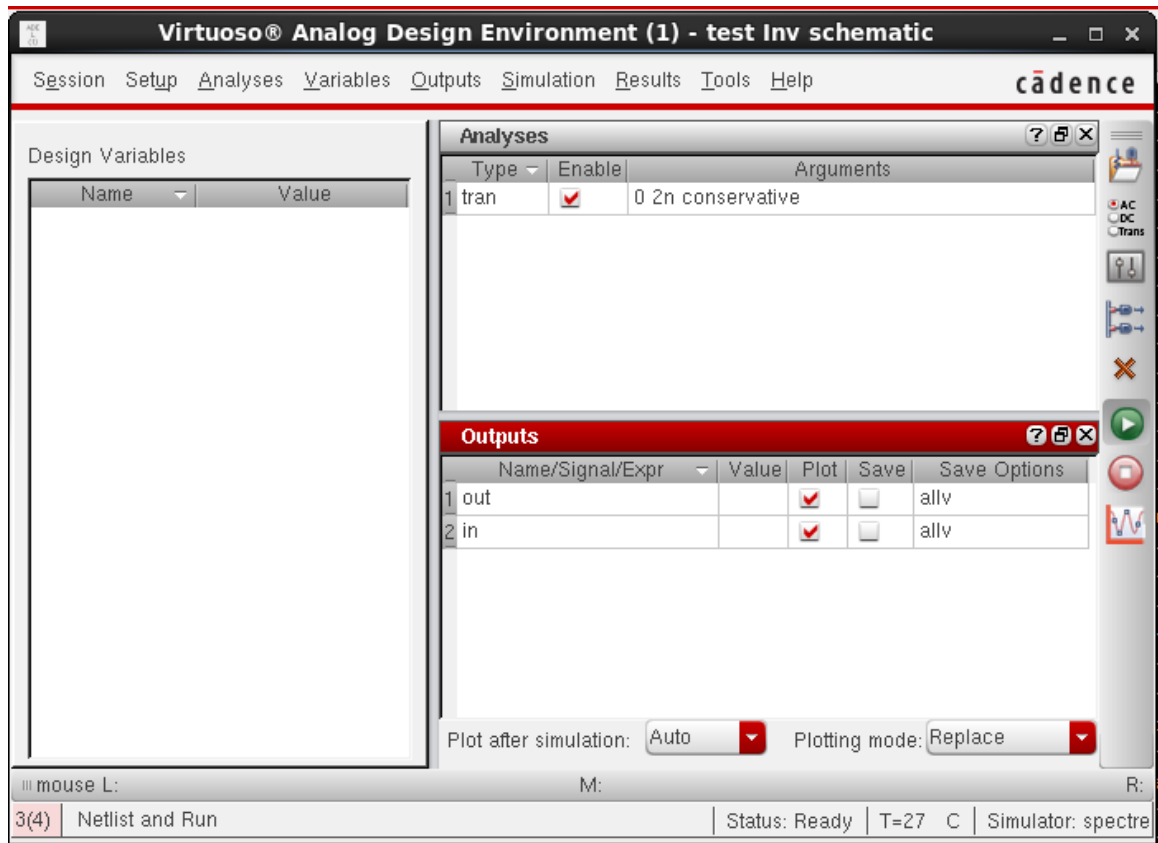 Virtuoso® Analog Design Environment (1) - test Inv schematic
Session Setup Analyses Variables Outputs Simulation Results Tools Help cādence
Design Variables
Name Value
Analyses
Type Enable Arguments
1 tran 0 2n conservative
AC
DC
Trans
Outputs
Name/Signal/Expr Value Plot Save Save Options
1 out allv
2 in allv
Plot after simulation: Auto Plotting mode: Replace
mouse L: M: R:
3(4) Netlist and Run Status: Ready T=27 C Simulator: spectre